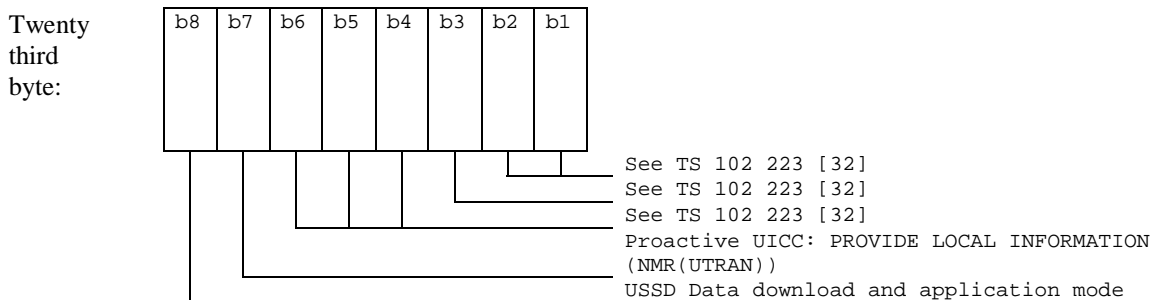 Twenty
third
byte:
b8 b7 b6 b5 b4 b3 b2 b1
See TS 102 223 [32]
See TS 102 223 [32]
See TS 102 223 [32]
Proactive UICC: PROVIDE LOCAL INFORMATION
(NMR(UTRAN))
USSD Data download and application mode